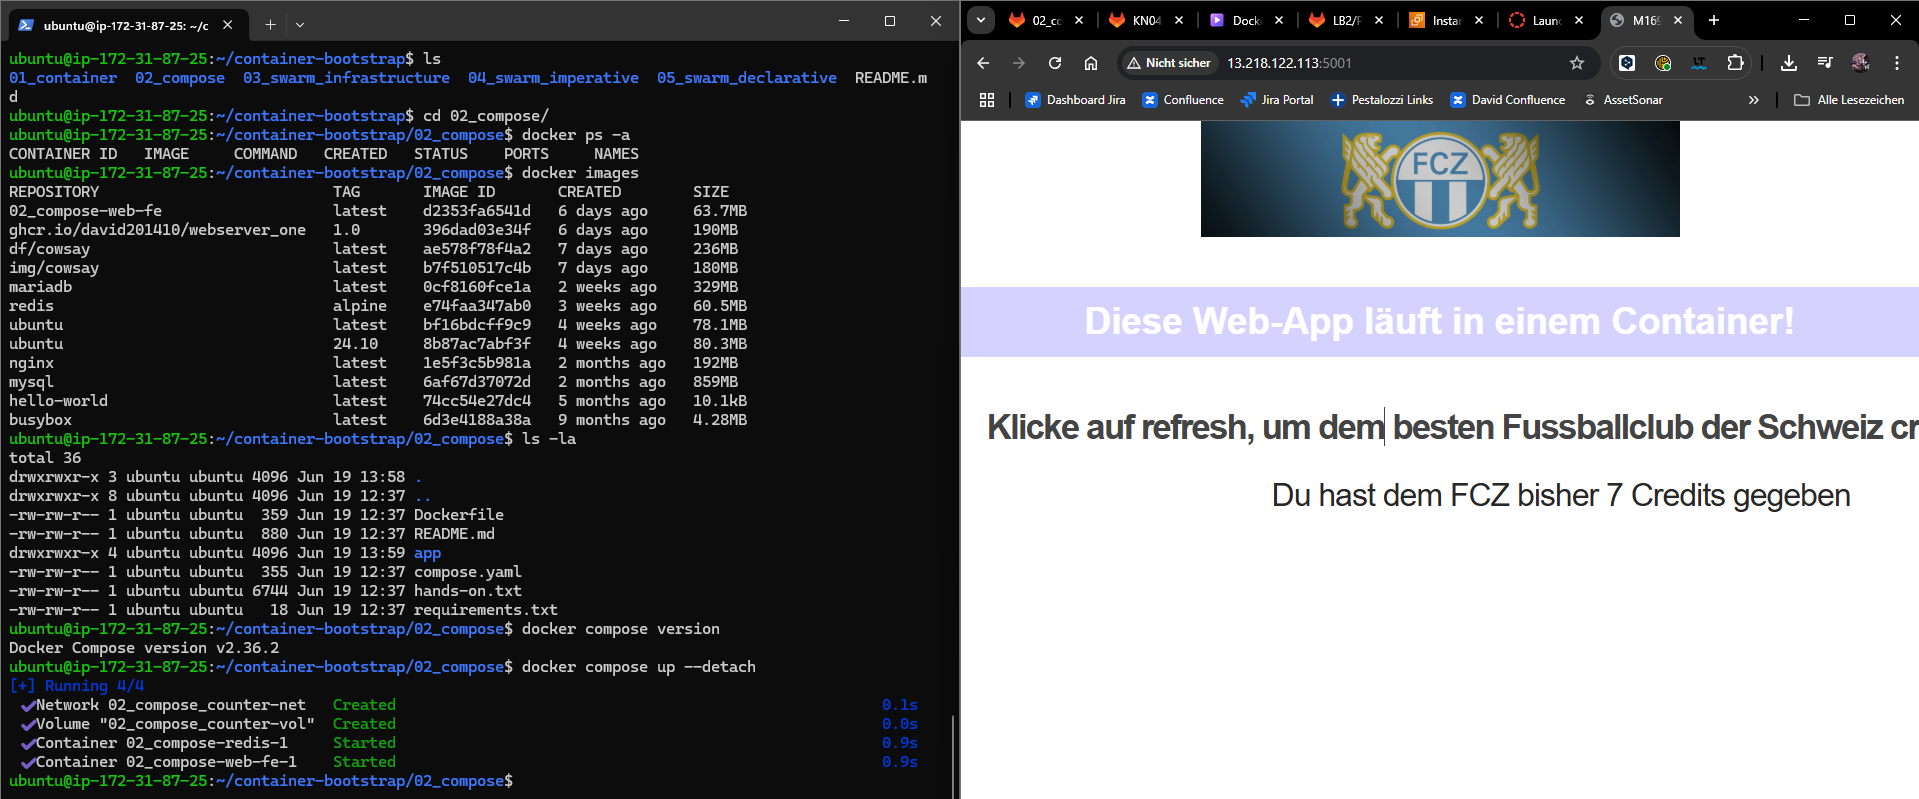 ubuntu@ip-172-31-87-25: ~/c
ubuntu@ip-172-31-87-25:~/container-bootstrap$ ls
01_container  02_compose  03_swarm_infrastructure  04_swarm_imperative  05_swarm_declarative  README.m
d
ubuntu@ip-172-31-87-25:~/container-bootstrap$ cd 02_compose/
ubuntu@ip-172-31-87-25:~/container-bootstrap/02_compose$ docker ps -a
CONTAINER ID   IMAGE     COMMAND   CREATED   STATUS    PORTS     NAMES
ubuntu@ip-172-31-87-25:~/container-bootstrap/02_compose$ docker images
REPOSITORY                          TAG       IMAGE ID       CREATED        SIZE
02_compose-web-fe                   latest    d2353fa6541d   6 days ago     63.7MB
ghcr.io/david201410/webserver_one   1.0       396dad03e34f   6 days ago     190MB
df/cowsay                           latest    ae578f78f4a2   7 days ago     236MB
img/cowsay                          latest    b7f510517c4b   7 days ago     180MB
mariadb                             latest    0cf8160fce1a   2 weeks ago    329MB
redis                               alpine    e74faa347ab0   3 weeks ago    60.5MB
ubuntu                              latest    bf16bdcff9c9   4 weeks ago    78.1MB
ubuntu                              24.10     8b87ac7abf3f   4 weeks ago    80.3MB
nginx                               latest    1e5f3c5b981a   2 months ago   192MB
mysql                               latest    6af67d37072d   2 months ago   859MB
hello-world                         latest    74cc54e27dc4   5 months ago   10.1kB
busybox                             latest    6d3e4188a38a   9 months ago   4.28MB
ubuntu@ip-172-31-87-25:~/container-bootstrap/02_compose$ ls -la
total 36
drwxrwxr-x 3 ubuntu ubuntu 4096 Jun 19 13:58 .
drwxrwxr-x 8 ubuntu ubuntu 4096 Jun 19 12:37 ..
-rw-rw-r-- 1 ubuntu ubuntu  359 Jun 19 12:37 Dockerfile
-rw-rw-r-- 1 ubuntu ubuntu  880 Jun 19 12:37 README.md
drwxrwxr-x 4 ubuntu ubuntu 4096 Jun 19 13:59 app
-rw-rw-r-- 1 ubuntu ubuntu  355 Jun 19 12:37 compose.yaml
-rw-rw-r-- 1 ubuntu ubuntu 6744 Jun 19 12:37 hands-on.txt
-rw-rw-r-- 1 ubuntu ubuntu   18 Jun 19 12:37 requirements.txt
ubuntu@ip-172-31-87-25:~/container-bootstrap/02_compose$ docker compose version
Docker Compose version v2.36.2
ubuntu@ip-172-31-87-25:~/container-bootstrap/02_compose$ docker compose up --detach
[+] Running 4/4
✔Network 02_compose_counter-net   Created 0.1s
✔Volume "02_compose_counter-vol"  Created 0.0s
✔Container 02_compose-redis-1     Started 0.9s
✔Container 02_compose-web-fe-1    Started 0.9s
ubuntu@ip-172-31-87-25:~/container-bootstrap/02_compose$
02_co KN04 Dock LB2/F Instar Laun M169
Nicht sicher 13.218.122.113:5001
Dashboard Jira Confluence Jira Portal Pestalozzi Links David Confluence AssetSonar » Alle Lesezeichen
FCZ
Diese Web-App läuft in einem Container!
Klicke auf refresh, um dem besten Fussballclub der Schweiz cr
Du hast dem FCZ bisher 7 Credits gegeben